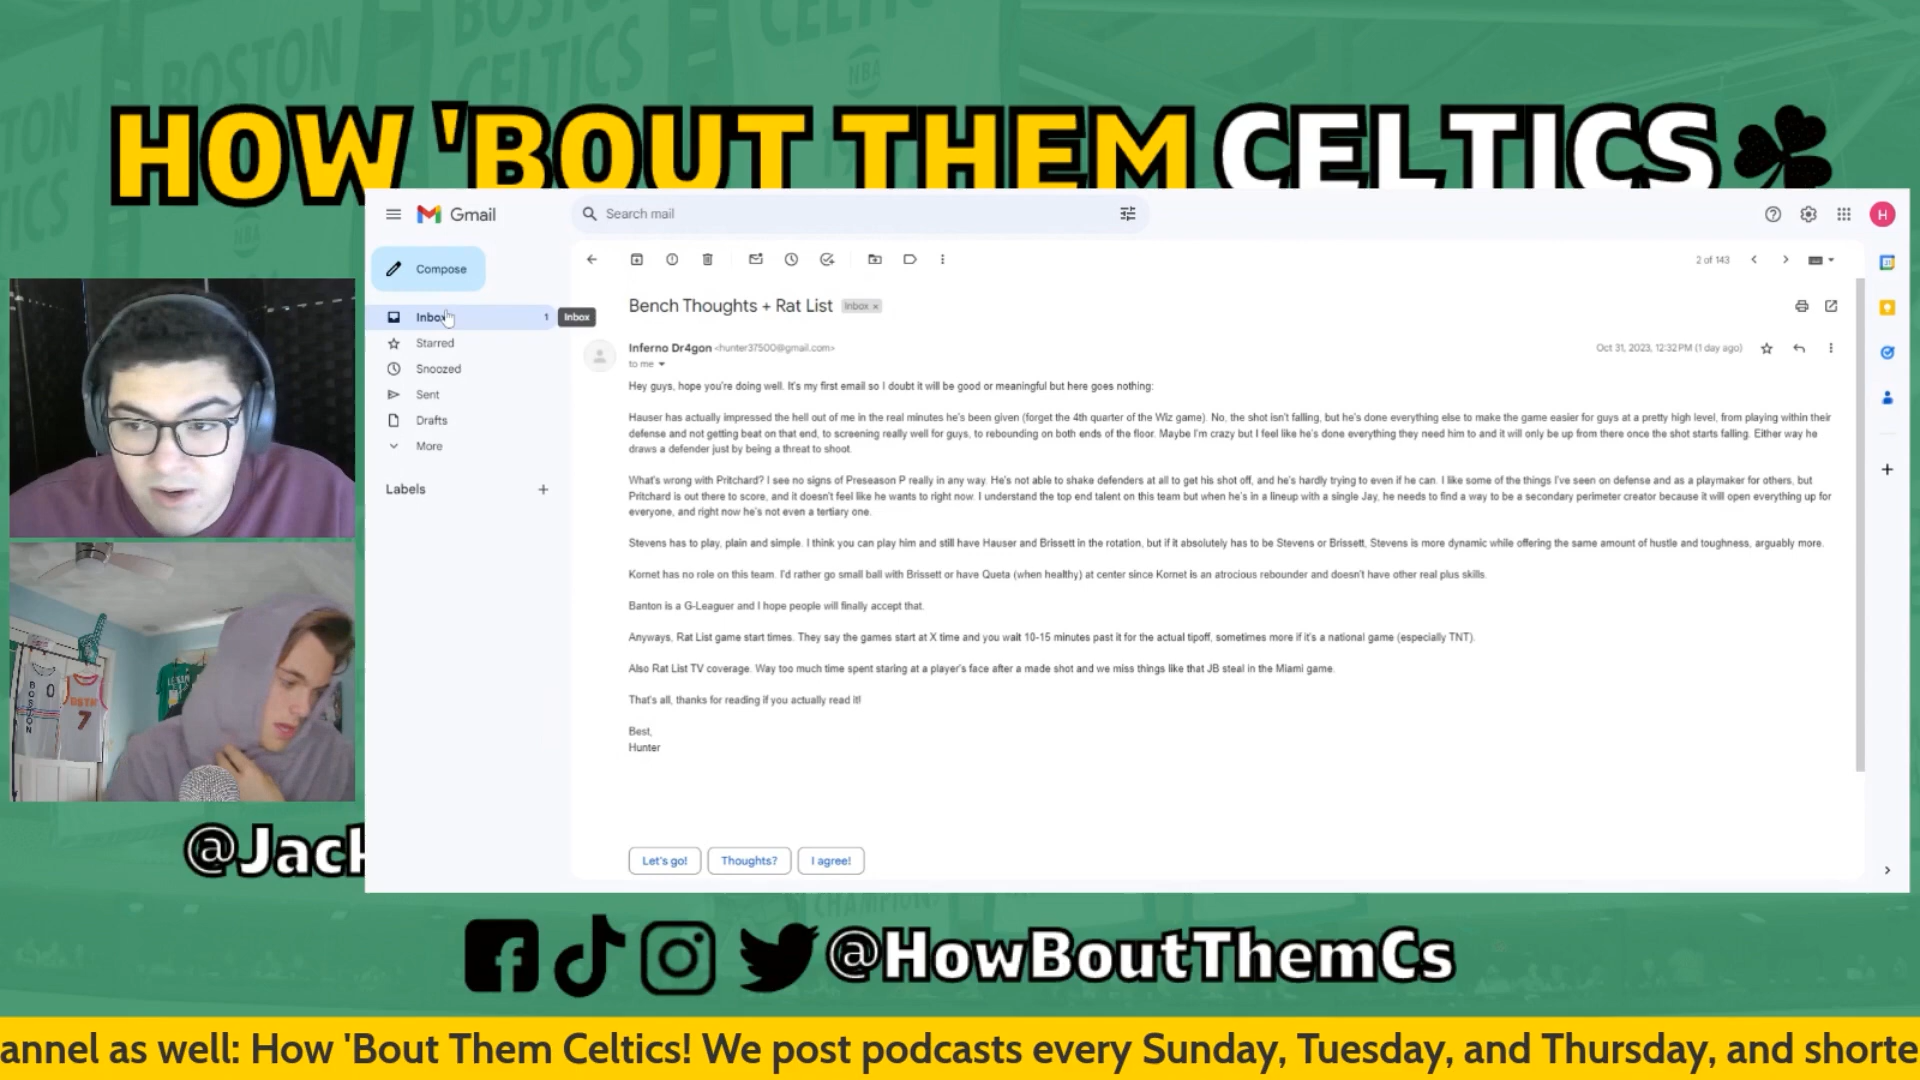 HOW 'BOUT THEM CELTICS
Gmail
Search mail
H
Compose
2 of 143
Inbox
1
Inbox
Starred
Snoozed
Sent
Drafts
More
Labels
Bench Thoughts + Rat List
Inbox ×
Inferno Dr4gon <hunter37500@gmail.com>
Oct 31, 2023, 12:32 PM (1 day ago)
to me
Hey guys, hope you're doing well. It's my first email so I doubt it will be good or meaningful but here goes nothing:
Hauser has actually impressed the hell out of me in the real minutes he's been given (forget the 4th quarter of the Wiz game). No, the shot isn't falling, but he's done everything else to make the game easier for guys at a pretty high level, from playing within their
defense and not getting beat on that end, to screening really well for guys, to rebounding on both ends of the floor. Maybe I'm crazy but I feel like he's done everything they need him to and it will only be up from there once the shot starts falling. Either way he
draws a defender just by being a threat to shoot.
What's wrong with Pritchard? I see no signs of Preseason P really in any way. He's not able to shake defenders at all to get his shot off, and he's hardly trying to even if he can. I like some of the things I've seen on defense and as a playmaker for others, but
Pritchard is out there to score, and it doesn't feel like he wants to right now. I understand the top end talent on this team but when he's in a lineup with a single Jay, he needs to find a way to be a secondary perimeter creator because it will open everything up for
everyone, and right now he's not even a tertiary one.
Stevens has to play, plain and simple. I think you can play him and still have Hauser and Brissett in the rotation, but if it absolutely has to be Stevens or Brissett, Stevens is more dynamic while offering the same amount of hustle and toughness, arguably more.
Kornet has no role on this team. I'd rather go small ball with Brissett or have Queta (when healthy) at center since Kornet is an atrocious rebounder and doesn't have other real plus skills.
Banton is a G-Leaguer and I hope people will finally accept that.
Anyways, Rat List game start times. They say the games start at X time and you wait 10-15 minutes past it for the actual tipoff, sometimes more if it's a national game (especially TNT).
Also Rat List TV coverage. Way too much time spent staring at a player's face after a made shot and we miss things like that JB steal in the Miami game.
That's all, thanks for reading if you actually read it!
Best,
Hunter
Let's go!
Thoughts?
I agree!
@Jack
@HowBoutThemCs
annel as well: How 'Bout Them Celtics! We post podcasts every Sunday, Tuesday, and Thursday, and shorte
BOSTON
CELTICS
BOSTON
CELTICS
CELTICS
NBA
NBA
BOSTON
0
7